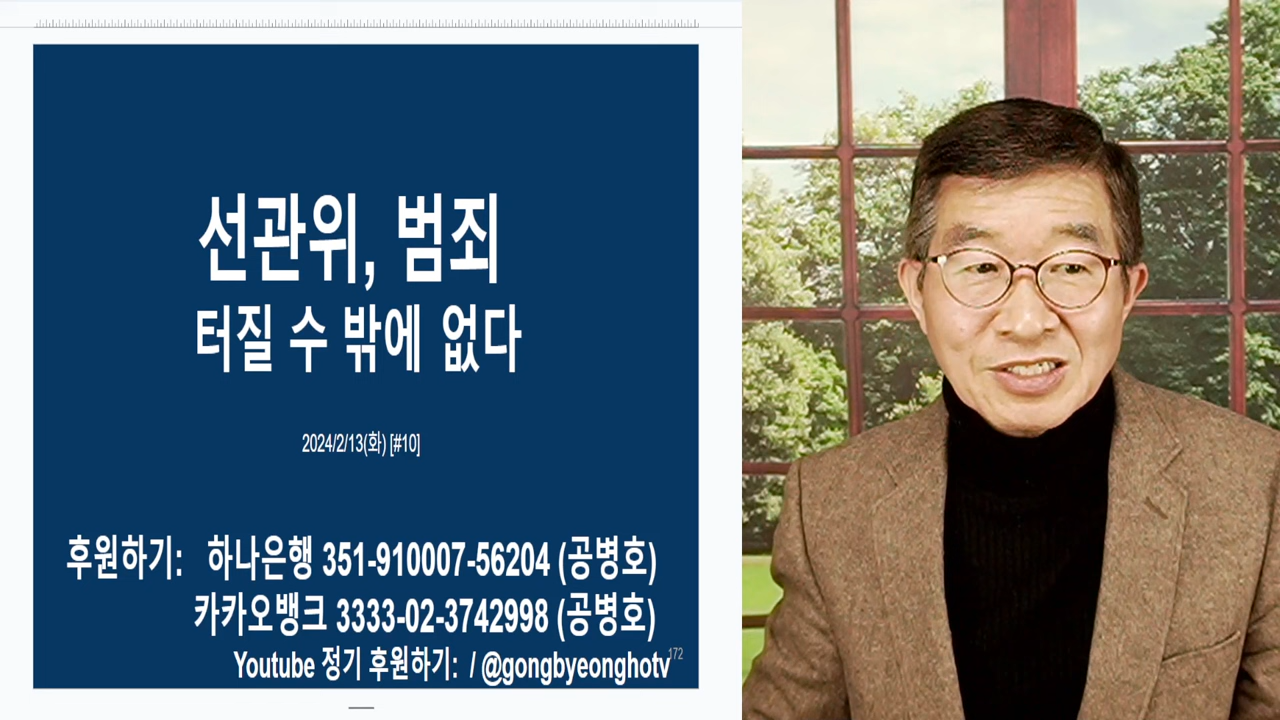 선관위, 범죄
터질 수 밖에 없다
2024/2/13(화) [#10]
후원하기: 하나은행 351-910007-56204 (공병호)
카카오뱅크 3333-02-3742998 (공병호)
Youtube 정기 후원하기: / @gongbyeonghotv
172